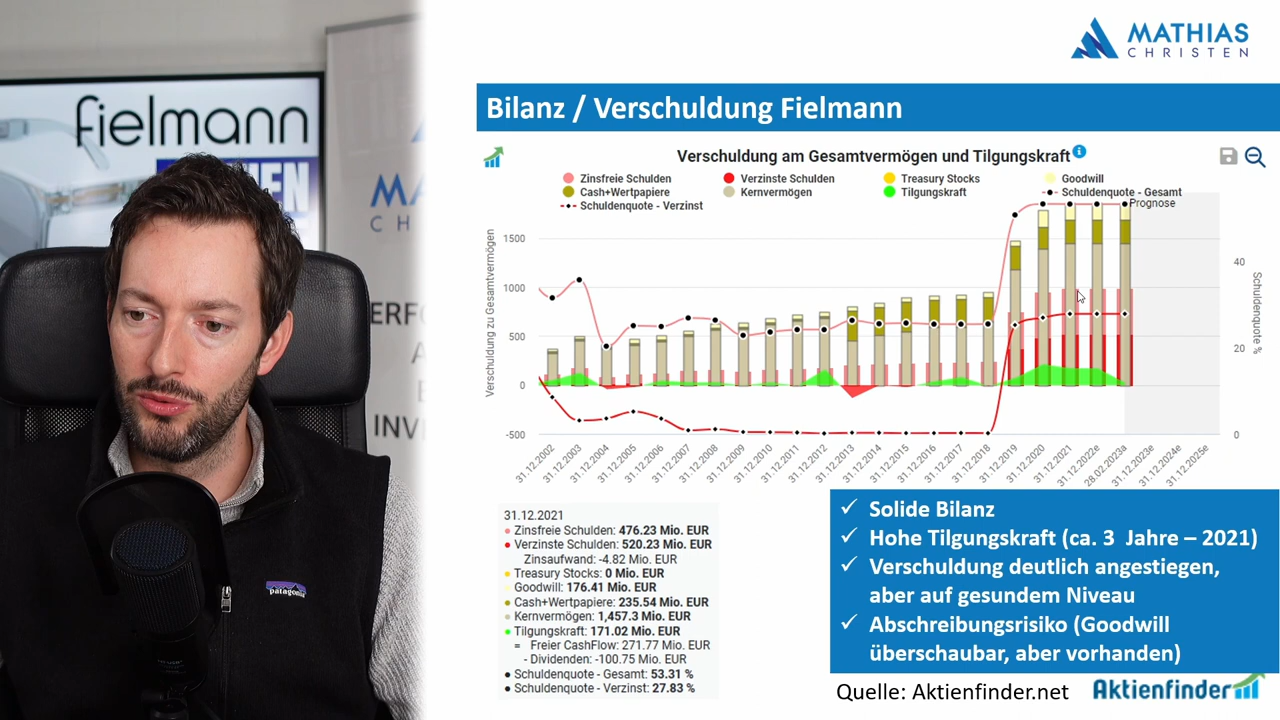 MATHIAS
CHRISTEN
Bilanz / Verschuldung Fielmann
Verschuldung am Gesamtvermögen und Tilgungskraft
Zinsfreie Schulden
Verzinste Schulden
Treasury Stocks
Goodwill
Cash+Wertpapiere
Kernvermögen
Tilgungskraft
Schuldenquote - Gesamt
Schuldenquote - Verzinst
Prognose
Verschuldung zu Gesamtvermögen
1500
1000
500
0
-500
40
20
0
Schuldenquote %
31.12.2002
31.12.2003
31.12.2004
31.12.2005
31.12.2006
31.12.2007
31.12.2008
31.12.2009
31.12.2010
31.12.2011
31.12.2012
31.12.2013
31.12.2014
31.12.2015
31.12.2016
31.12.2017
31.12.2018
31.12.2019
31.12.2020
31.12.2021
31.12.2022e
28.02.2023a
31.12.2023e
31.12.2024e
31.12.2025e
31.12.2021
Zinsfreie Schulden: 476.23 Mio. EUR
Verzinste Schulden: 520.23 Mio. EUR
Zinsaufwand: -4.82 Mio. EUR
Treasury Stocks: 0 Mio. EUR
Goodwill: 176.41 Mio. EUR
Cash+Wertpapiere: 235.54 Mio. EUR
Kernvermögen: 1,457.3 Mio. EUR
Tilgungskraft: 171.02 Mio. EUR
= Freier CashFlow: 271.77 Mio. EUR
- Dividenden: -100.75 Mio. EUR
Schuldenquote - Gesamt: 53.31 %
Schuldenquote - Verzinst: 27.83 %
✓ Solide Bilanz
✓ Hohe Tilgungskraft (ca. 3 Jahre – 2021)
✓ Verschuldung deutlich angestiegen,
aber auf gesundem Niveau
✓ Abschreibungsrisiko (Goodwill
überschaubar, aber vorhanden)
Quelle: Aktienfinder.net
Aktienfinder
fielmann
MA
CH
patagonia